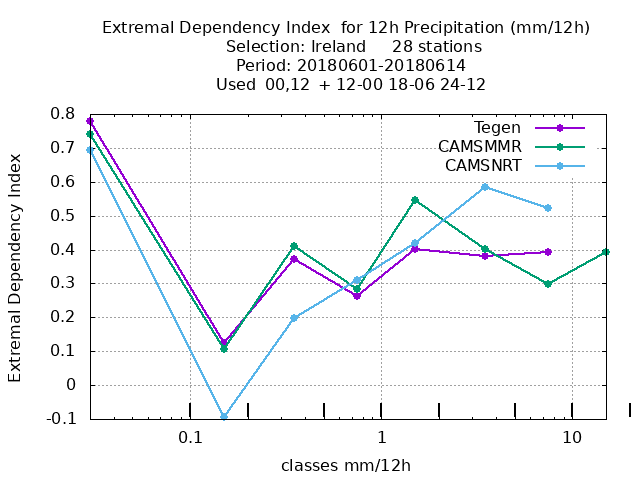 Extremal Dependency Index  for 12h Precipitation (mm/12h)
Selection: Ireland     28 stations
Period: 20180601-20180614
Used  00,12  + 12-00 18-06 24-12
Extremal Dependency Index
0.8
0.7
0.6
0.5
0.4
0.3
0.2
0.1
0
-0.1
Tegen
CAMSMMR
CAMSNRT
0.1 1 10
classes mm/12h